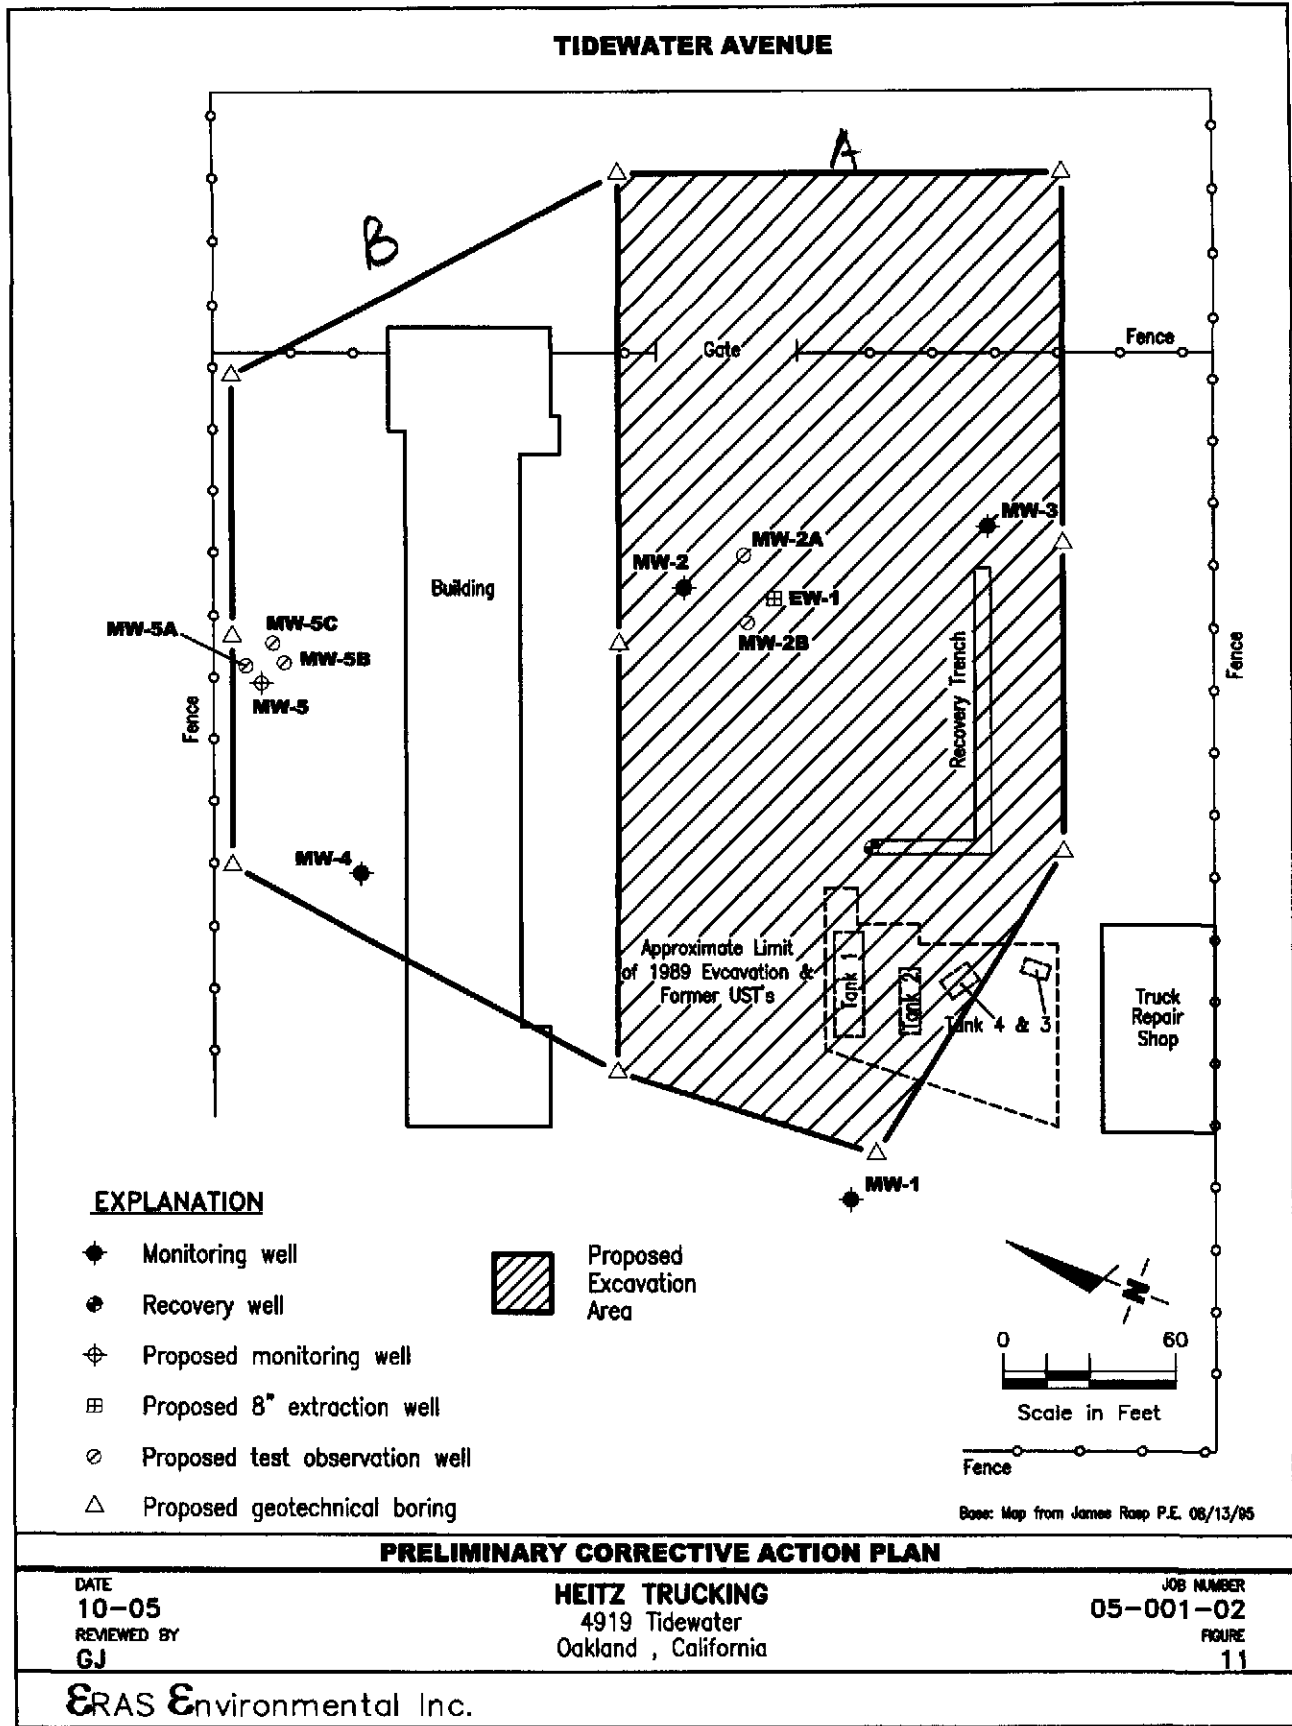 TIDEWATER AVENUE
A
B
Gate
Fence
MW-3
MW-2A
MW-2
Building
EW-1
MW-5A
MW-5C
MW-2B
MW-5B
MW-5
Fence
Recovery Trench
Fence
MW-4
Approximate Limit
of 1989 Evcavation &
Former UST's
Tank 1
Tank 2
Tank 4 & 3
Truck
Repair
Shop
MW-1
EXPLANATION
Monitoring well
Recovery well
Proposed monitoring well
Proposed 8" extraction well
Proposed test observation well
Proposed geotechnical boring
Proposed
Excavation
Area
N
0 60
Scale in Feet
Fence
Base: Map from James Rasp P.E. 06/13/95
PRELIMINARY CORRECTIVE ACTION PLAN
DATE
10-05
REVIEWED BY
GJ
HEITZ TRUCKING
4919 Tidewater
Oakland , California
JOB NUMBER
05-001-02
FIGURE
11
ERAS Environmental Inc.